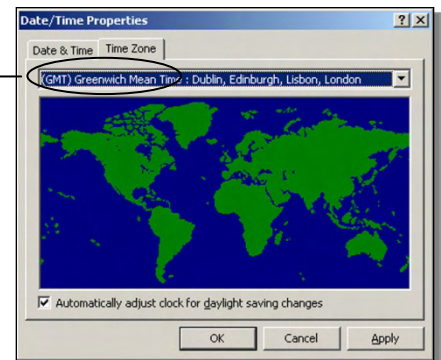 Date/Time Properties
Date & Time Time Zone
(GMT) Greenwich Mean Time : Dublin, Edinburgh, Lisbon, London
Automatically adjust clock for daylight saving changes
OK Cancel Apply